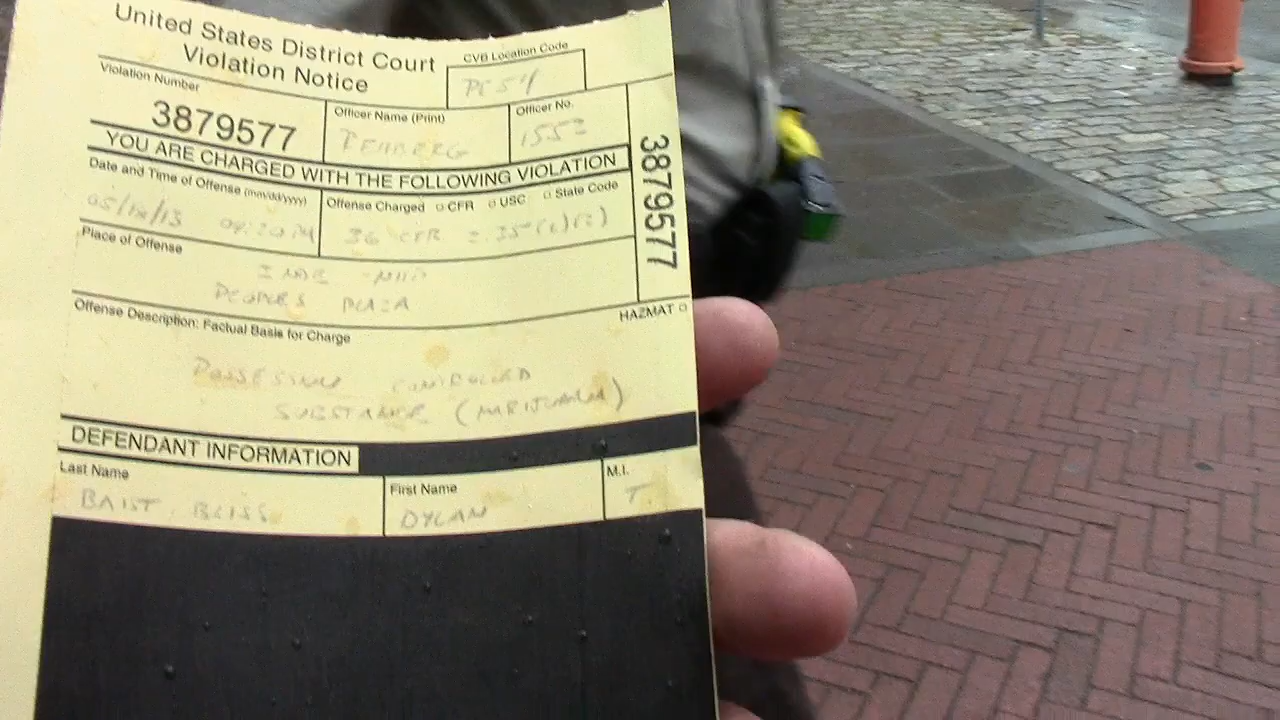 United States District Court
Violation Notice
CVB Location Code
Violation Number
3879577
Officer Name (Print)
Officer No.
YOU ARE CHARGED WITH THE FOLLOWING VIOLATION
3879577
Date and Time of Offense (mm/dd/yyyy)
Offense Charged □ CFR □ USC □ State Code
36 CFR
Place of Offense
PLAZA
HAZMAT □
Offense Description: Factual Basis for Charge
CONTROLLED
SUBSTANCE (MARIJUANA)
DEFENDANT INFORMATION
Last Name
BAIST BLISS
First Name
DYLAN
M.I.
T